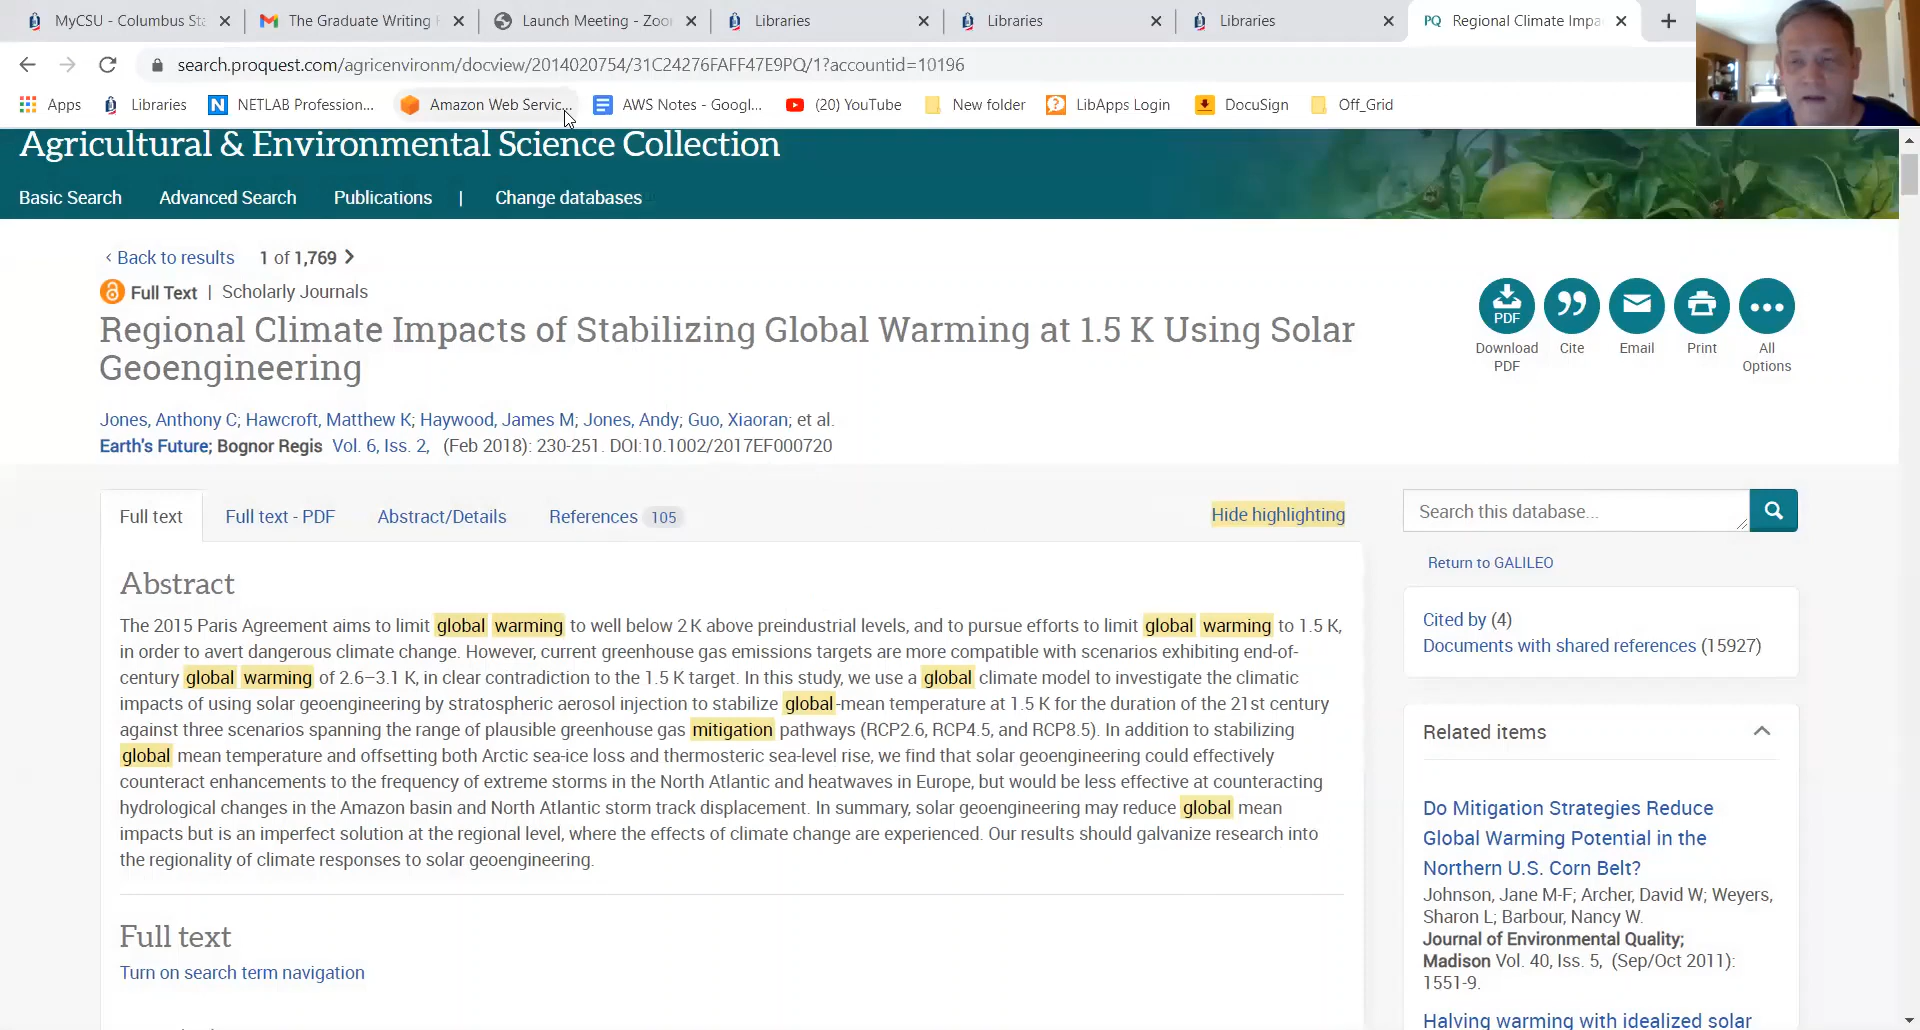 MyCSU - Columbus Sta
The Graduate Writing
Launch Meeting - Zoo
Libraries
Libraries
Libraries
PQ Regional Climate Impa
search.proquest.com/agricenvironm/docview/2014020754/31C24276FAFF47E9PQ/1?accountid=10196
Apps
Libraries
N NETLAB Profession...
Amazon Web Servic...
AWS Notes - Googl...
(20) YouTube
New folder
LibApps Login
DocuSign
Off_Grid
Agricultural & Environmental Science Collection
Basic Search Advanced Search Publications | Change databases
‹ Back to results 1 of 1,769 >
Full Text | Scholarly Journals
Regional Climate Impacts of Stabilizing Global Warming at 1.5 K Using Solar
Geoengineering
Jones, Anthony C; Hawcroft, Matthew K; Haywood, James M; Jones, Andy; Guo, Xiaoran; et al.
Earth's Future; Bognor Regis Vol. 6, Iss. 2, (Feb 2018): 230-251. DOI:10.1002/2017EF000720
PDF
Download
PDF
Cite
Email
Print
All
Options
Full text Full text - PDF Abstract/Details References 105
Hide highlighting
Abstract
The 2015 Paris Agreement aims to limit global warming to well below 2 K above preindustrial levels, and to pursue efforts to limit global warming to 1.5 K,
in order to avert dangerous climate change. However, current greenhouse gas emissions targets are more compatible with scenarios exhibiting end-of-
century global warming of 2.6–3.1 K, in clear contradiction to the 1.5 K target. In this study, we use a global climate model to investigate the climatic
impacts of using solar geoengineering by stratospheric aerosol injection to stabilize global-mean temperature at 1.5 K for the duration of the 21st century
against three scenarios spanning the range of plausible greenhouse gas mitigation pathways (RCP2.6, RCP4.5, and RCP8.5). In addition to stabilizing
global mean temperature and offsetting both Arctic sea-ice loss and thermosteric sea-level rise, we find that solar geoengineering could effectively
counteract enhancements to the frequency of extreme storms in the North Atlantic and heatwaves in Europe, but would be less effective at counteracting
hydrological changes in the Amazon basin and North Atlantic storm track displacement. In summary, solar geoengineering may reduce global mean
impacts but is an imperfect solution at the regional level, where the effects of climate change are experienced. Our results should galvanize research into
the regionality of climate responses to solar geoengineering.
Full text
Turn on search term navigation
Search this database...
Return to GALILEO
Cited by (4)
Documents with shared references (15927)
Related items
Do Mitigation Strategies Reduce
Global Warming Potential in the
Northern U.S. Corn Belt?
Johnson, Jane M-F; Archer, David W; Weyers,
Sharon L; Barbour, Nancy W.
Journal of Environmental Quality;
Madison Vol. 40, Iss. 5, (Sep/Oct 2011):
1551-9.
Halving warming with idealized solar